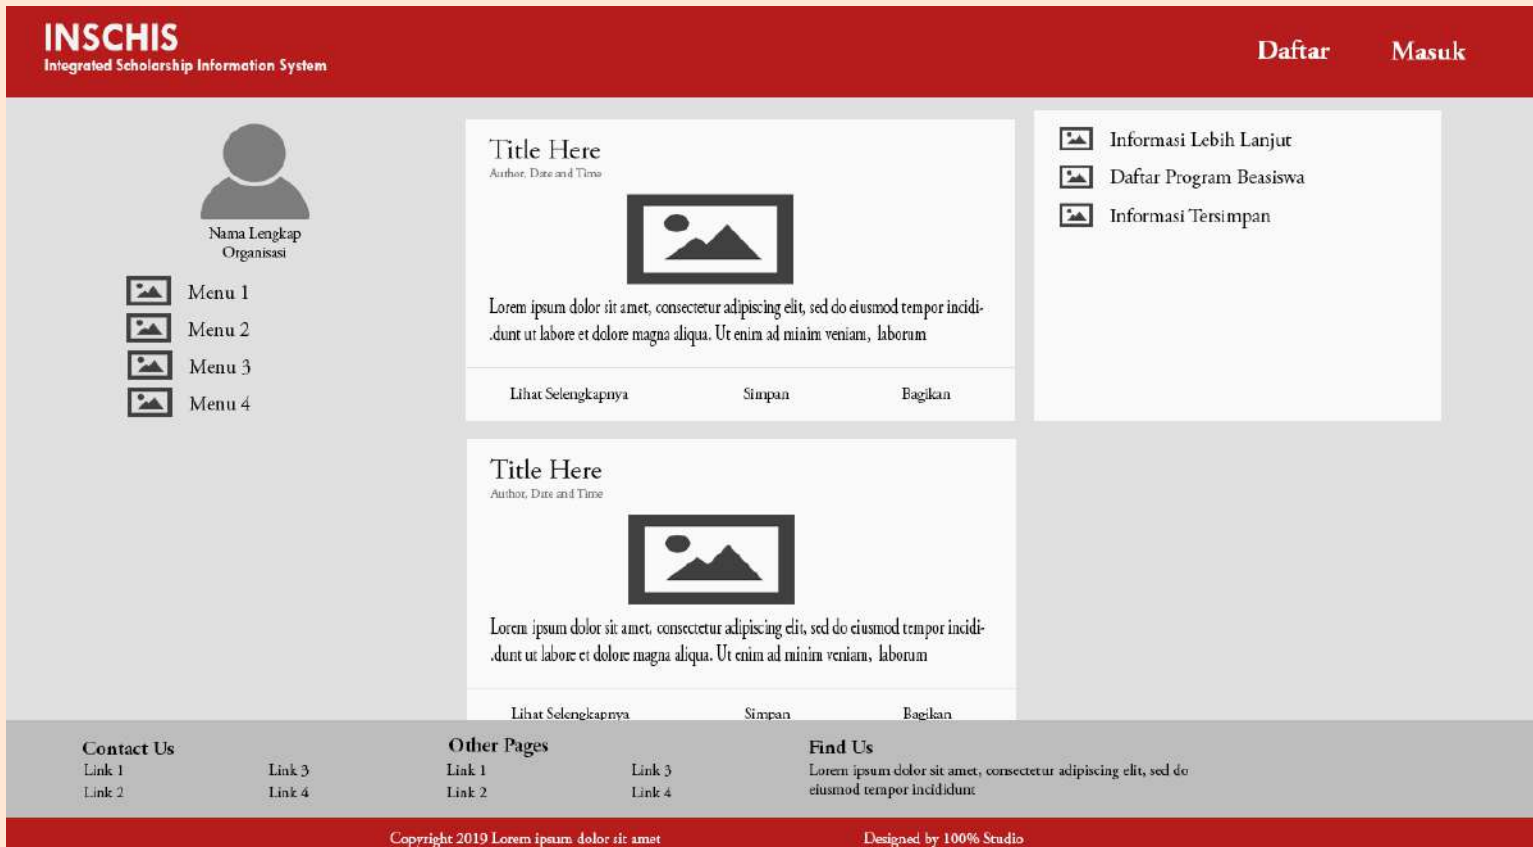 INSCHIS
Integrated Scholarship Information System
Daftar
Masuk
Nama Lengkap
Organisasi
Menu 1
Menu 2
Menu 3
Menu 4
Title Here
Author, Date and Time
Lorem ipsum dolor sit amet, consectetur adipiscing elit, sed do eiusmod tempor incidi-
.dunt ut labore et dolore magna aliqua. Ut enim ad minim veniam, laborum
Lihat Selengkapnya
Simpan
Bagikan
Title Here
Author, Date and Time
Lorem ipsum dolor sit amet, consectetur adipiscing elit, sed do eiusmod tempor incidi-
.dunt ut labore et dolore magna aliqua. Ut enim ad minim veniam, laborum
Lihat Selengkapnya
Simpan
Bagikan
Informasi Lebih Lanjut
Daftar Program Beasiswa
Informasi Tersimpan
Contact Us
Link 1
Link 3
Link 2
Link 4
Other Pages
Link 1
Link 3
Link 2
Link 4
Find Us
Lorem ipsum dolor sit amet, consectetur adipiscing elit, sed do
eiusmod tempor incididunt
Copyright 2019 Lorem ipsum dolor sit amet
Designed by 100% Studio